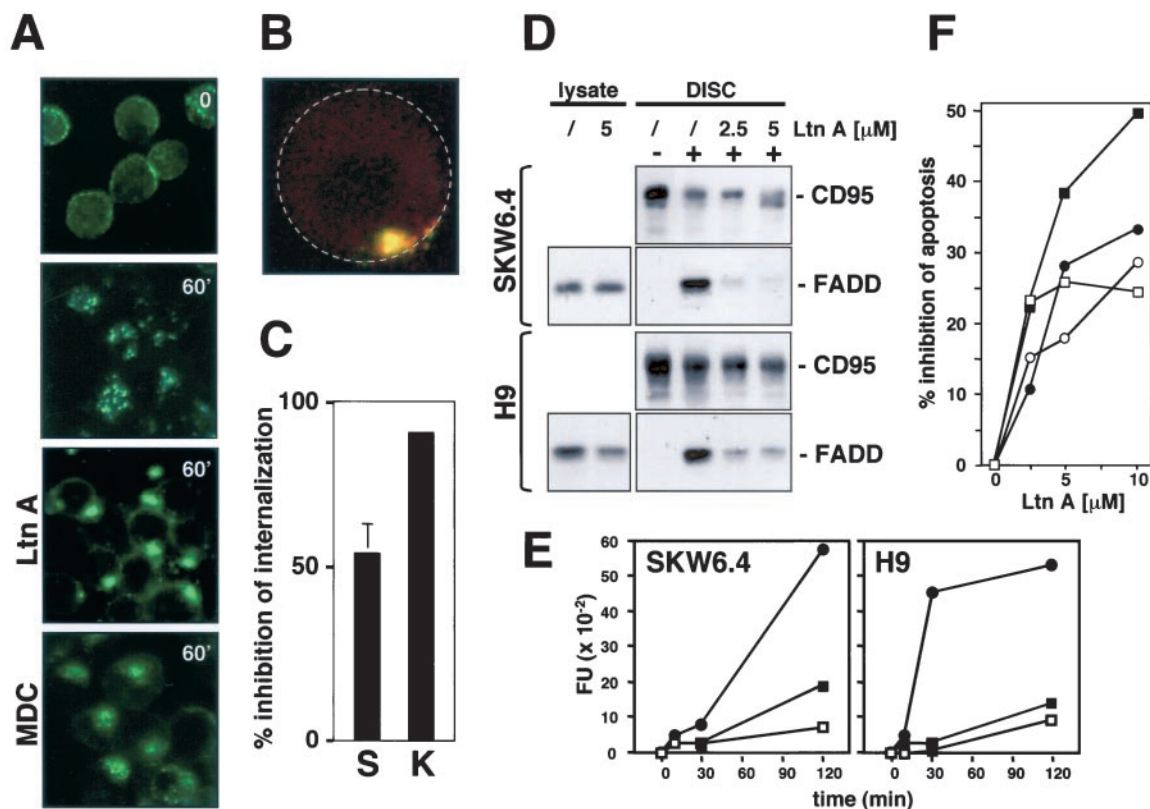 A
0
60'
Ltn A
60'
MDC
60'
B
C
% inhibition of internalization
100
50
0
S K
D
lysate DISC
/ 5 / / 2.5 5 Ltn A [µM]
- + + +
SKW6.4
- CD95
- FADD
H9
- CD95
- FADD
F
% inhibition of apoptosis
50
40
30
20
10
0
0 5 10
Ltn A [µM]
E
FU (x 10-2)
60
50
40
30
20
10
0
SKW6.4 H9
0 30 60 90 120 0 30 60 90 120
time (min)